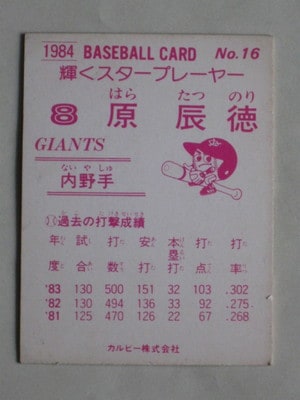 1984 BASEBALL CARD No.16
輝くスタープレーヤー
はら たつ のり
8 原 辰徳
GIANTS
ない や しゅ
内野手
過去の打撃成績
年度 試合 打数 安打 本塁打 打点 打率
'83 130 500 151 32 103 .302
'82 130 494 136 33 92 .275
'81 125 470 126 22 67 .268
カルビー株式会社